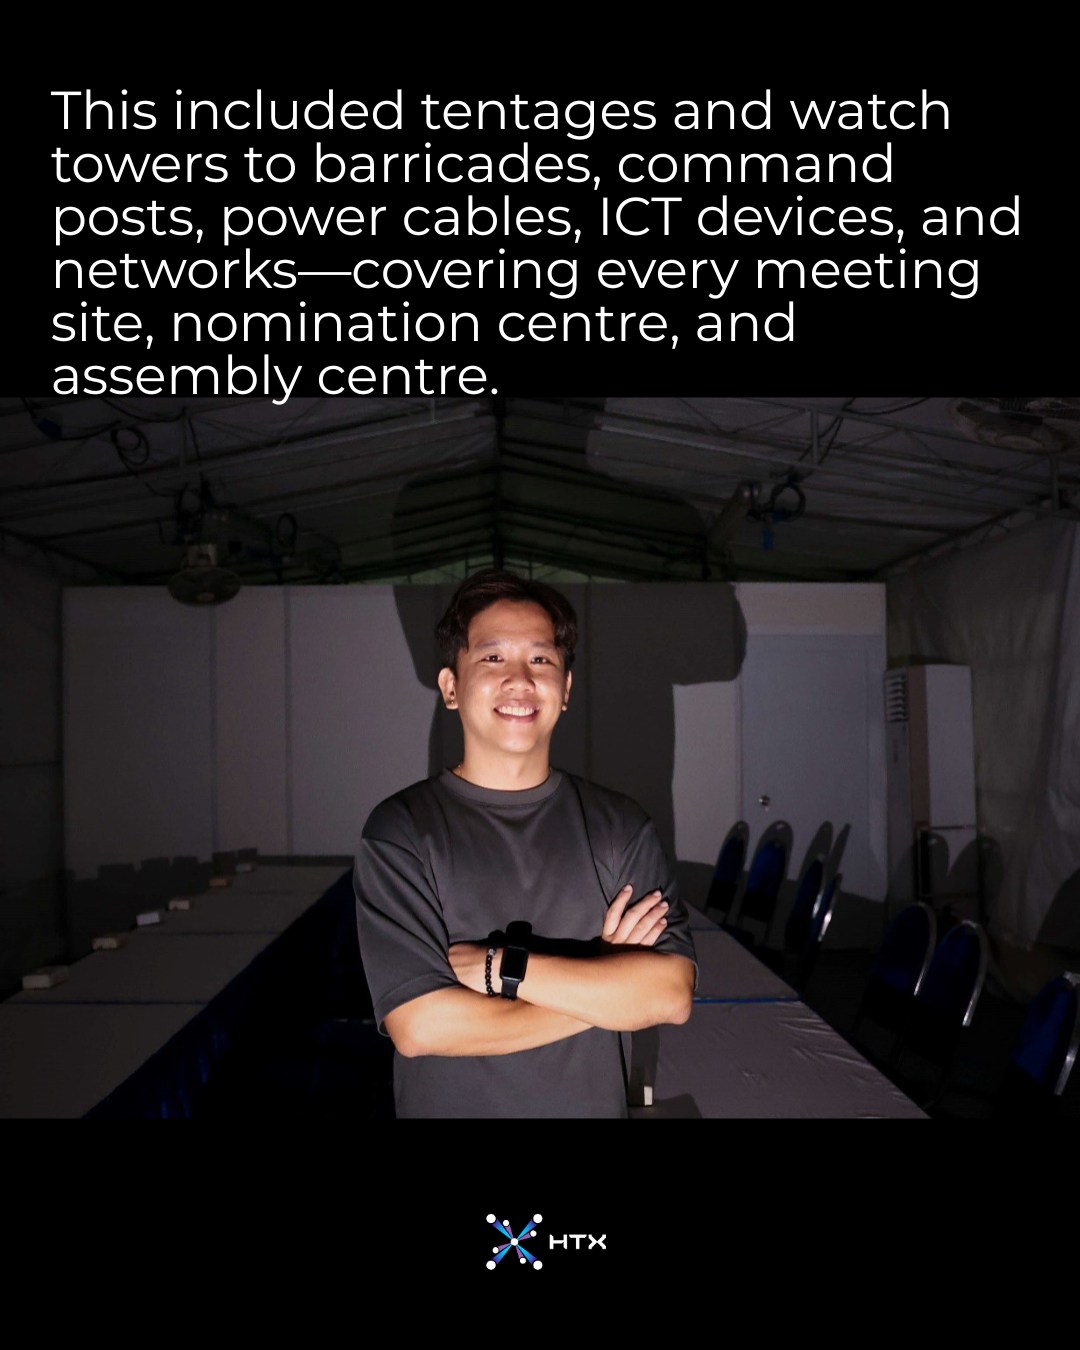 This included tentages and watch
towers to barricades, command
posts, power cables, ICT devices, and
networks—covering every meeting
site, nomination centre, and
assembly centre.
HTX